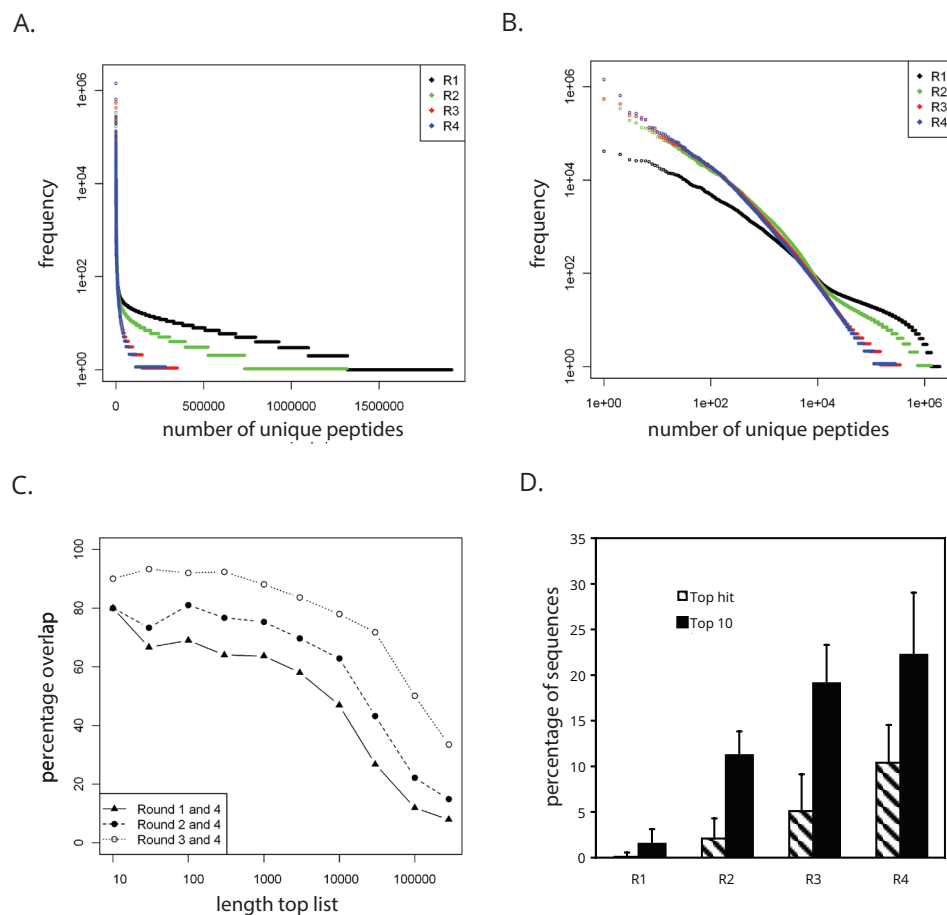 A.
frequency
1e+06
1e+04
1e+02
1e+00
R1
R2
R3
R4
0
500000
1000000
1500000
number of unique peptides
B.
frequency
1e+06
1e+04
1e+02
1e+00
R1
R2
R3
R4
1e+00
1e+02
1e+04
1e+06
number of unique peptides
C.
percentage overlap
100
80
60
40
20
0
Round 1 and 4
Round 2 and 4
Round 3 and 4
10
100
1000
10000
100000
length top list
D.
percentage of sequences
35
30
25
20
15
10
5
0
Top hit
Top 10
R1
R2
R3
R4